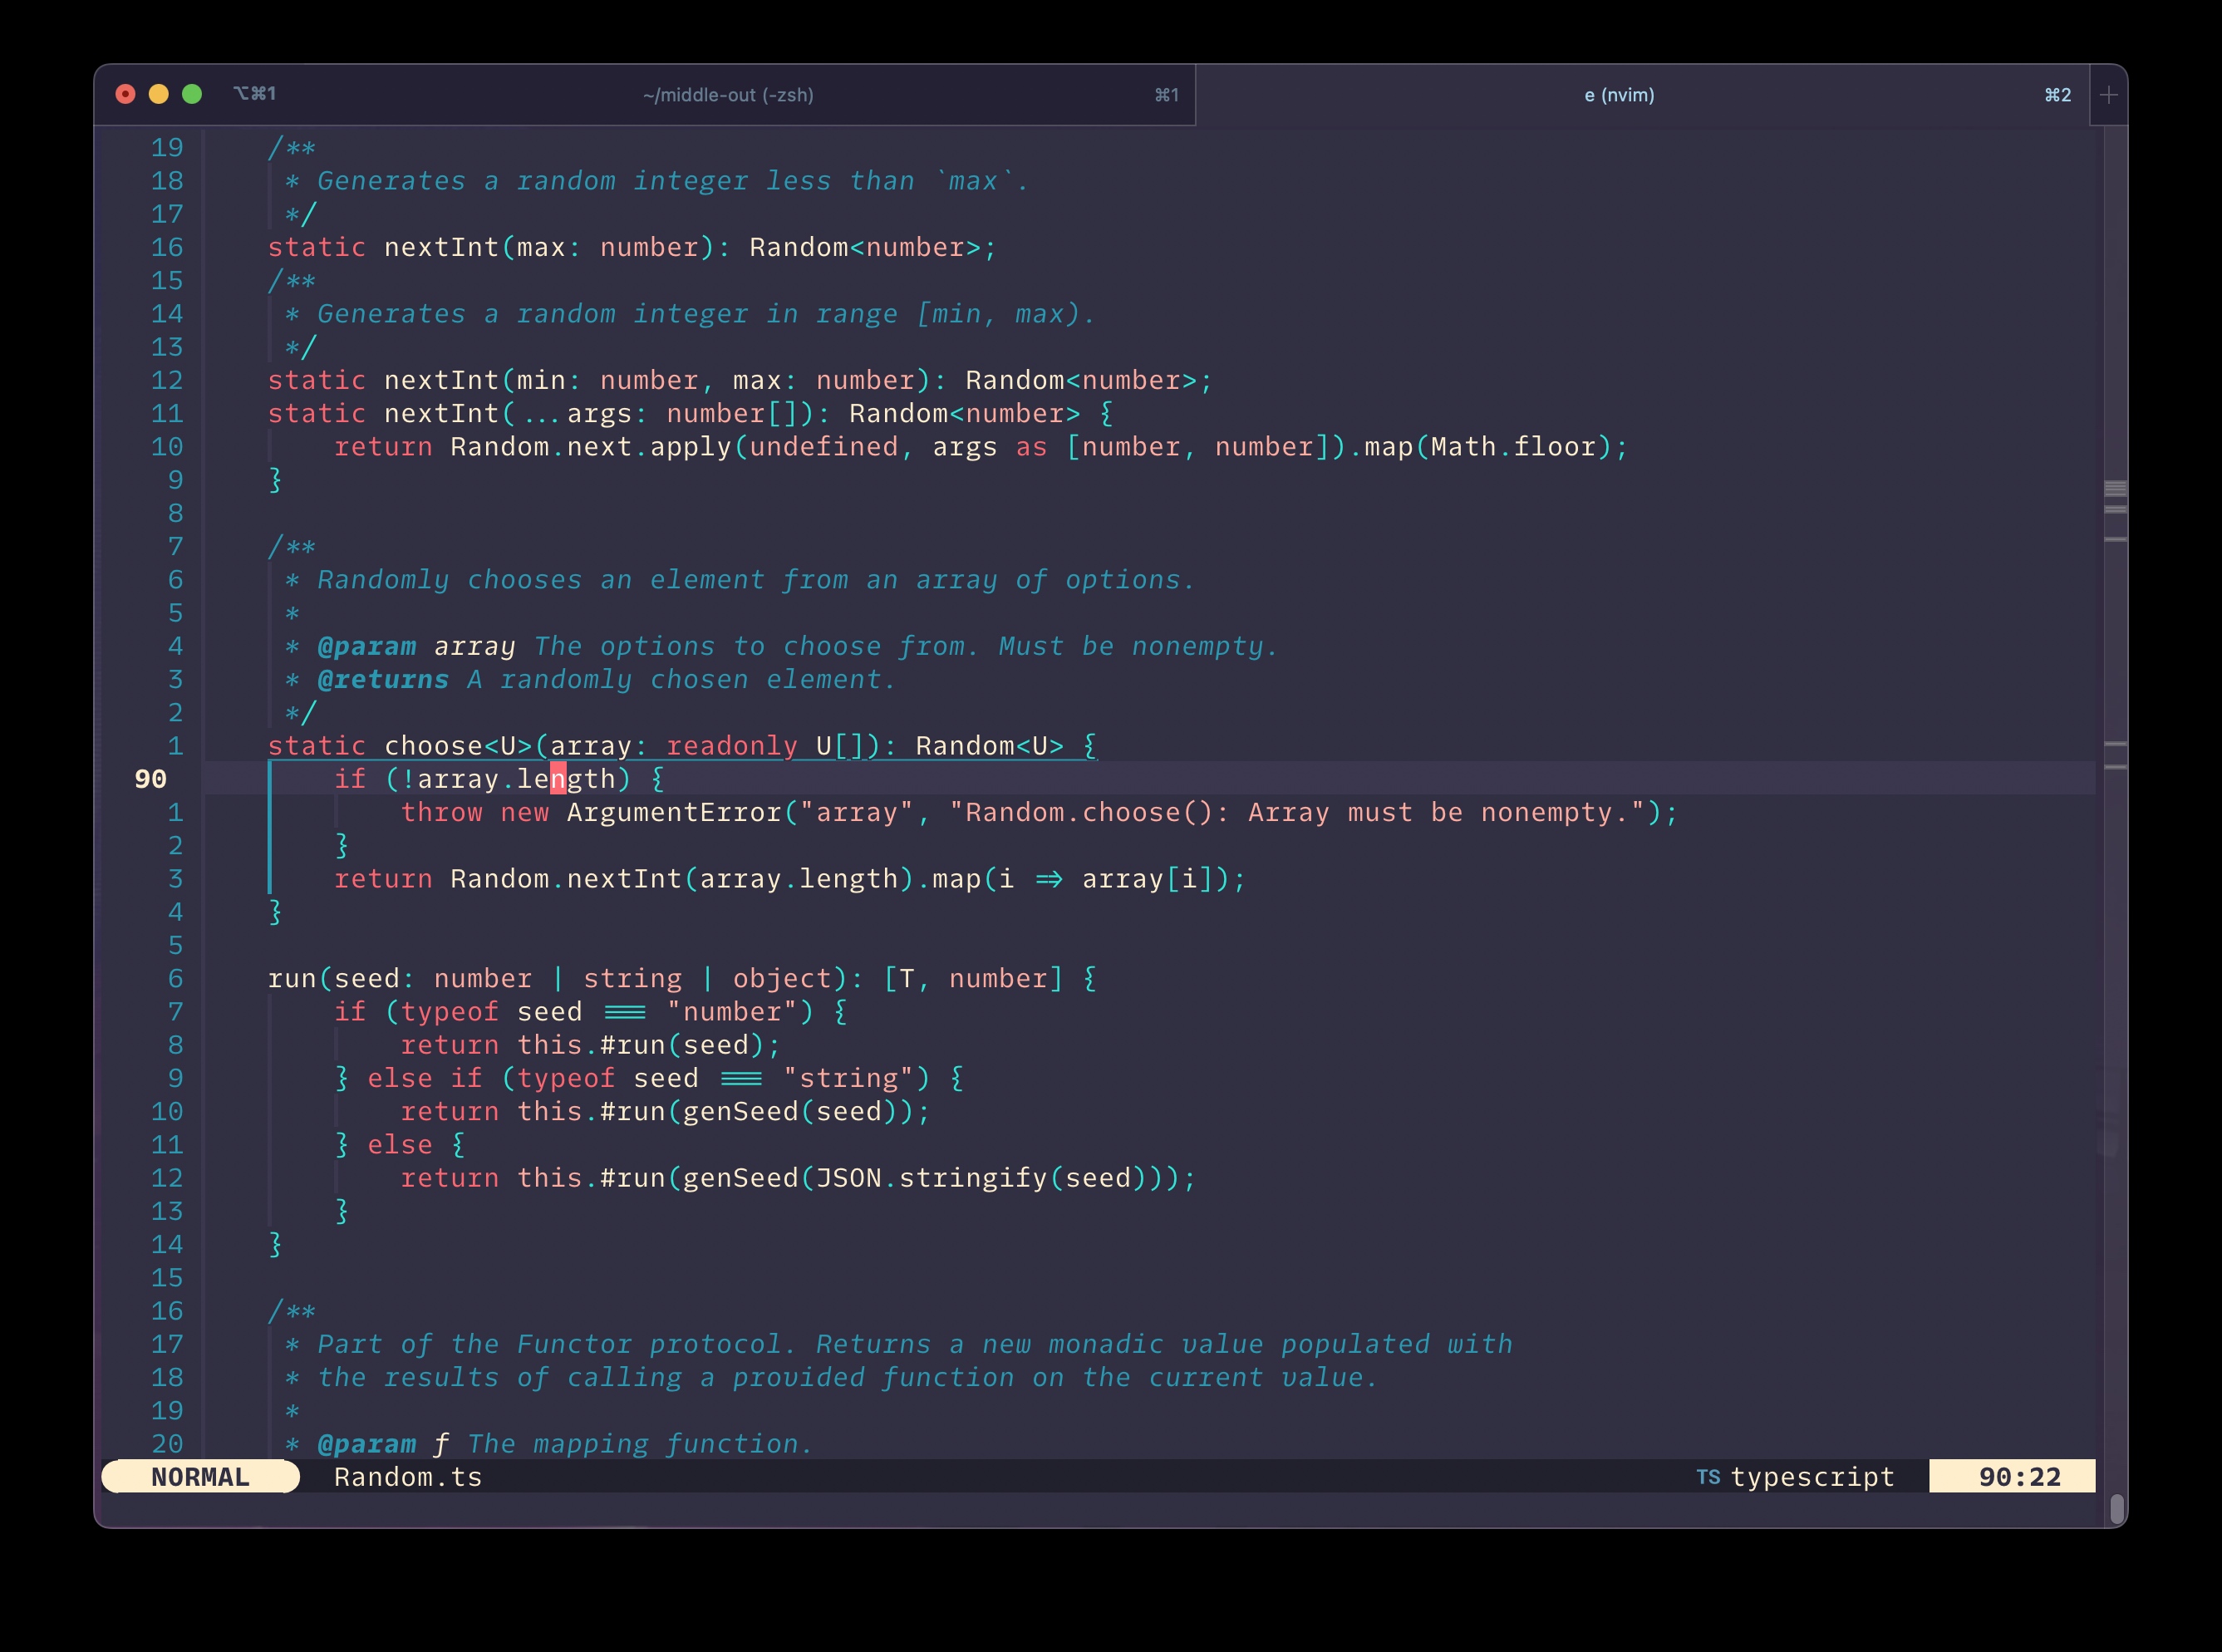 ⌥⌘1 ~/middle-out (-zsh) ⌘1 e (nvim) ⌘2 +
19 /**
18 * Generates a random integer less than `max`.
17 */
16 static nextInt(max: number): Random<number>;
15 /**
14 * Generates a random integer in range [min, max).
13 */
12 static nextInt(min: number, max: number): Random<number>;
11 static nextInt(...args: number[]): Random<number> {
10 return Random.next.apply(undefined, args as [number, number]).map(Math.floor);
9 }
8
7 /**
6 * Randomly chooses an element from an array of options.
5 *
4 * @param array The options to choose from. Must be nonempty.
3 * @returns A randomly chosen element.
2 */
1 static choose<U>(array: readonly U[]): Random<U> {
90 if (!array.length) {
1 throw new ArgumentError("array", "Random.choose(): Array must be nonempty.");
2 }
3 return Random.nextInt(array.length).map(i => array[i]);
4 }
5
6 run(seed: number | string | object): [T, number] {
7 if (typeof seed === "number") {
8 return this.#run(seed);
9 } else if (typeof seed === "string") {
10 return this.#run(genSeed(seed));
11 } else {
12 return this.#run(genSeed(JSON.stringify(seed)));
13 }
14 }
15
16 /**
17 * Part of the Functor protocol. Returns a new monadic value populated with
18 * the results of calling a provided function on the current value.
19 *
20 * @param f The mapping function.
NORMAL Random.ts TS typescript 90:22